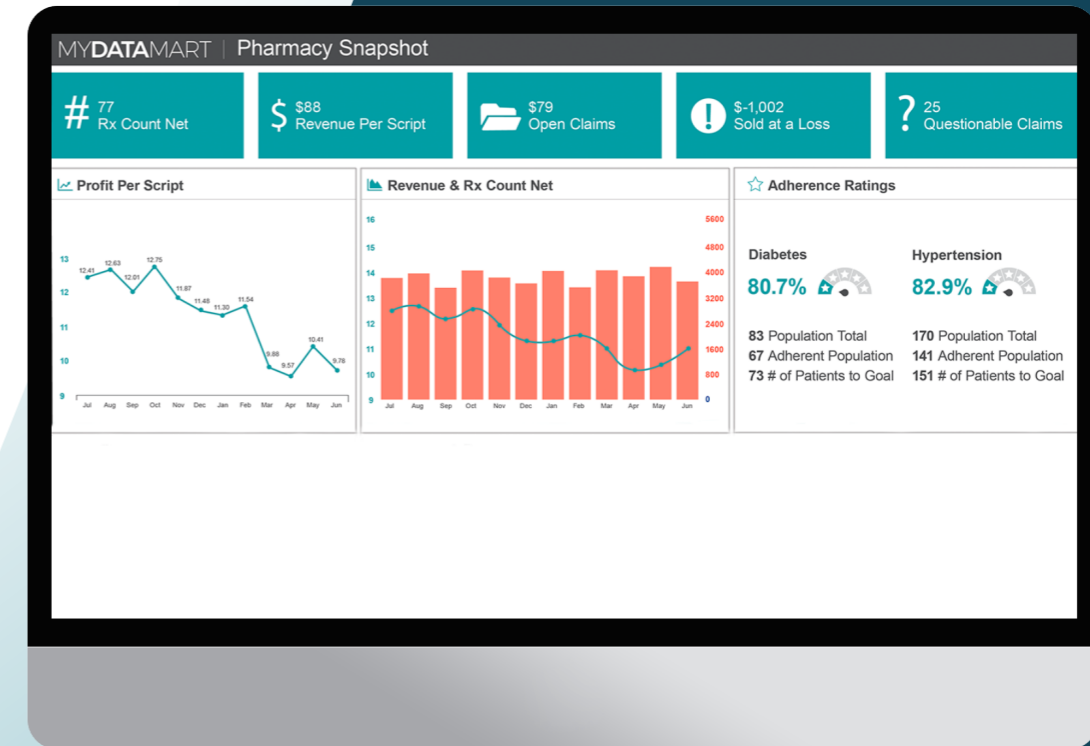 MYDATAMART | Pharmacy Snapshot
# 77
Rx Count Net
$ $88
Revenue Per Script
$79
Open Claims
! $-1,002
Sold at a Loss
? 25
Questionable Claims
Profit Per Script
13
12
11
10
9
12.41
12.63
12.01
12.75
11.87
11.48
11.30
11.54
9.88
9.57
10.41
9.78
Jul Aug Sep Oct Nov Dec Jan Feb Mar Apr May Jun
Revenue & Rx Count Net
16
15
14
13
12
11
10
9
5600
4800
4000
3200
2400
1600
800
0
Jul Aug Sep Oct Nov Dec Jan Feb Mar Apr May Jun
Adherence Ratings
Diabetes
80.7%
83 Population Total
67 Adherent Population
73 # of Patients to Goal
Hypertension
82.9%
170 Population Total
141 Adherent Population
151 # of Patients to Goal